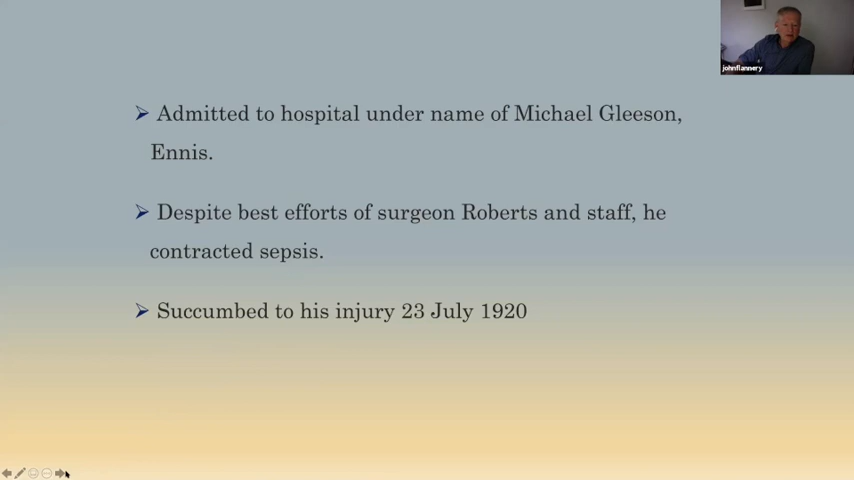 johnflannery
➢ Admitted to hospital under name of Michael Gleeson,
Ennis.
➢ Despite best efforts of surgeon Roberts and staff, he
contracted sepsis.
➢ Succumbed to his injury 23 July 1920